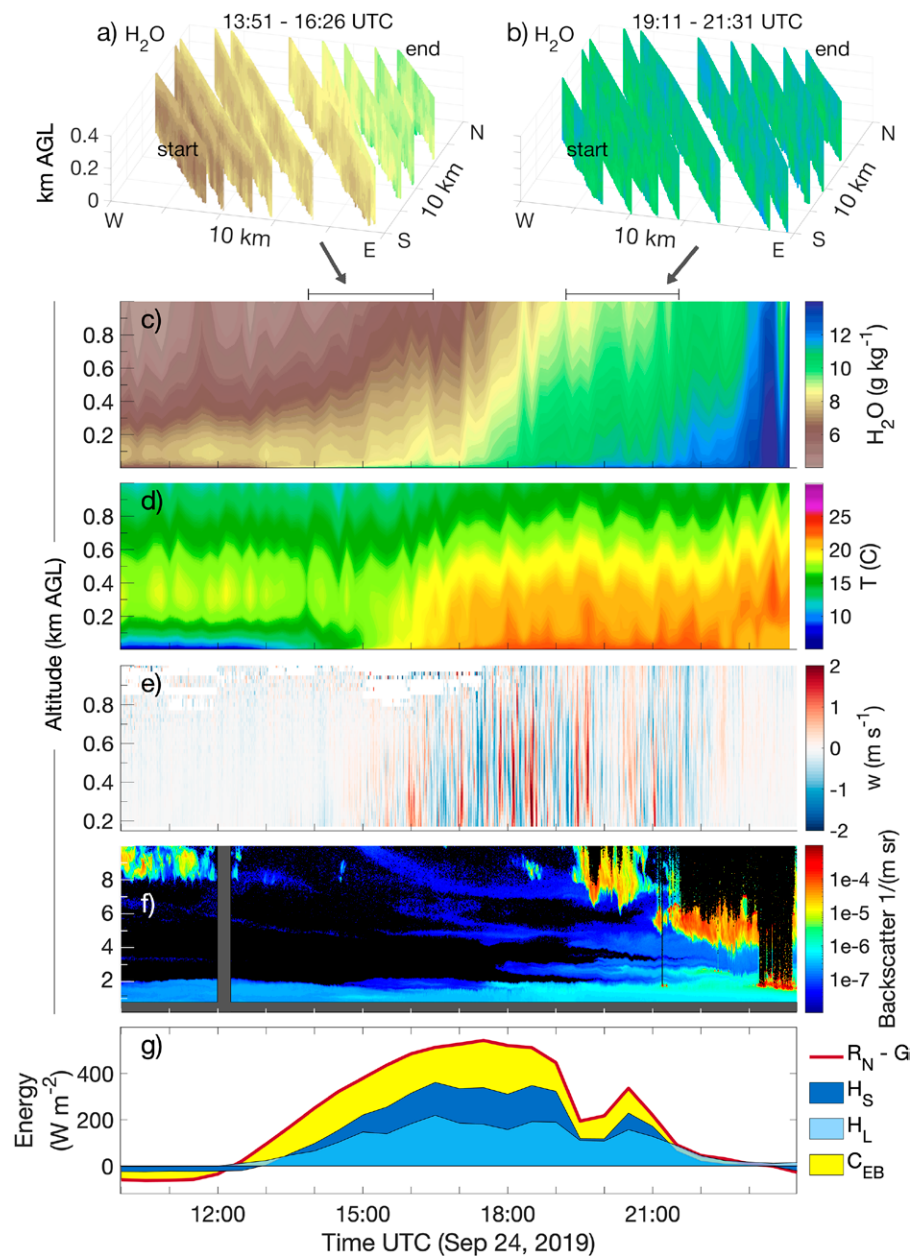 13:51 - 16:26 UTC
19:11 - 21:31 UTC
a) H2O
b) H2O
end
end
start
start
km AGL
0.4
0.2
0
W
10 km
E
S
10 km
N
W
10 km
E
S
10 km
N
c)
0.8
0.6
0.4
0.2
12
10
8
6
H2O (g kg-1)
d)
0.8
0.6
0.4
0.2
25
20
15
10
T (C)
Altitude (km AGL)
e)
0.8
0.6
0.4
0.2
2
1
0
-1
-2
w (m s-1)
f)
8
6
4
2
1e-4
1e-5
1e-6
1e-7
Backscatter 1/(m sr)
g)
Energy
(W m-2)
400
200
0
RN - G
HS
HL
CEB
12:00
15:00
18:00
21:00
Time UTC (Sep 24, 2019)